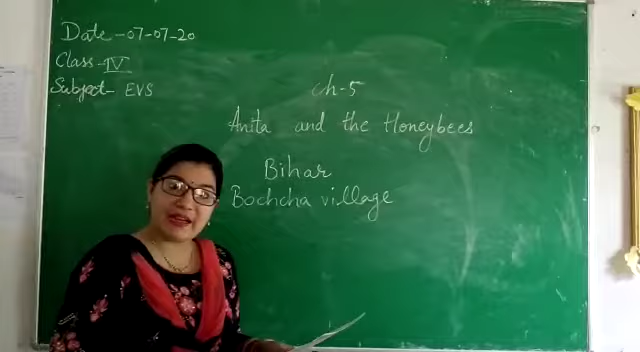 Date -07-07-20
Class -IV
Subject- EVS
Ch-5
Anita and the Honeybees
Bihar
Bochcha village